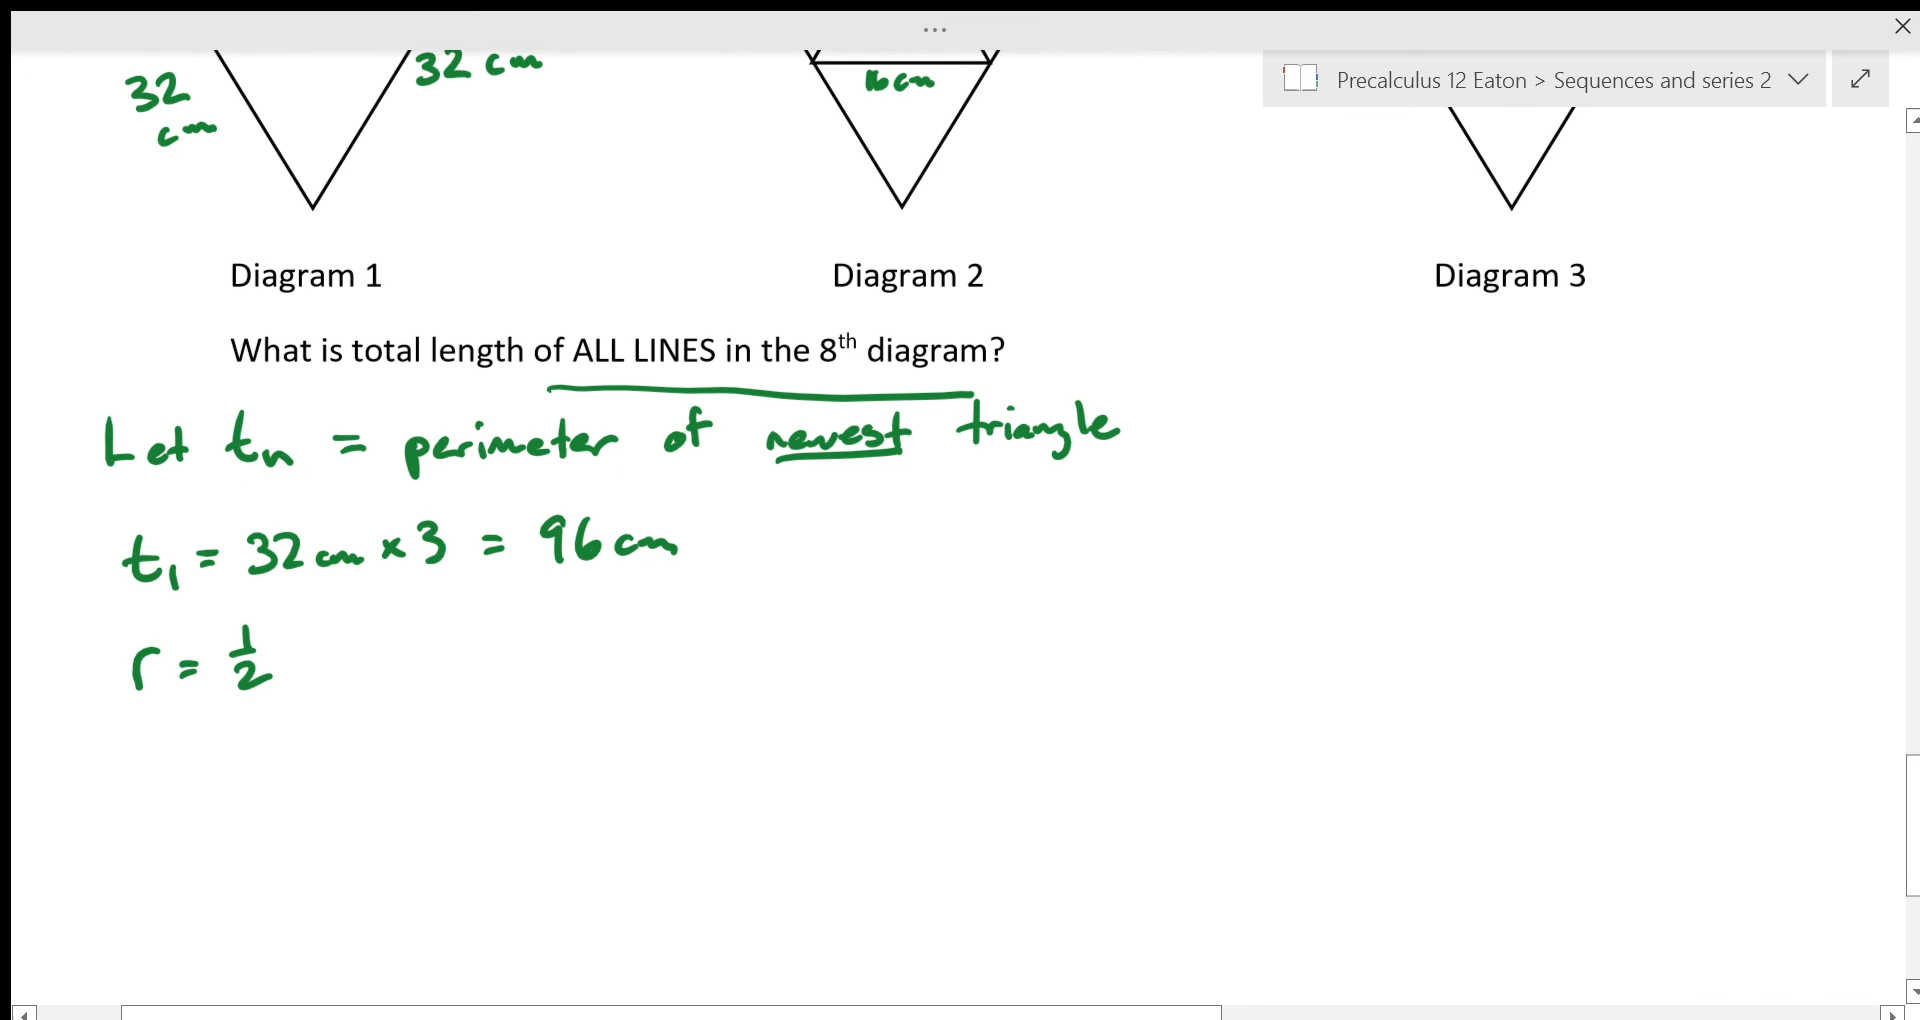 32 cm
32
cm
16 cm
Precalculus 12 Eaton > Sequences and series 2
Diagram 1
Diagram 2
Diagram 3
What is total length of ALL LINES in the 8th diagram?
Let tn = perimeter of newest triangle
t1 = 32 cm × 3 = 96 cm
r = 1/2